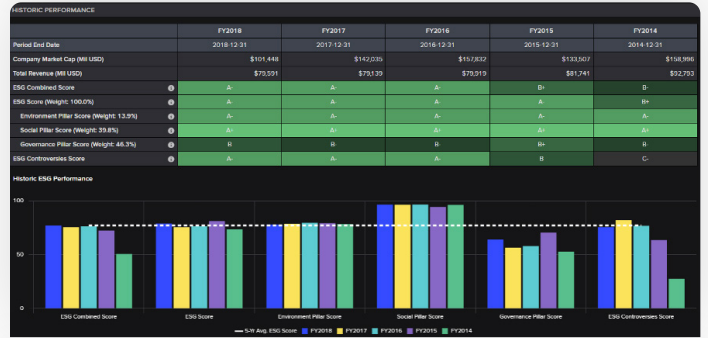 HISTORIC PERFORMANCE
FY2018 FY2017 FY2016 FY2015 FY2014
Period End Date 2018-12-31 2017-12-31 2016-12-31 2015-12-31 2014-12-31
Company Market Cap (Mil USD) $101,448 $142,035 $157,832 $133,507 $158,996
Total Revenue (Mil USD) $79,591 $79,139 $79,919 $81,741 $92,793
ESG Combined Score A- A- A- B+ B-
ESG Score (Weight: 100.0%) A- A- A- A- B+
Environment Pillar Score (Weight: 13.9%) A- A- A- A- A-
Social Pillar Score (Weight: 39.8%) A+ A+ A+ A+ A+
Governance Pillar Score (Weight: 46.3%) B B- B- B+ B-
ESG Controversies Score A- A- A- B C-
Historic ESG Performance
100
50
0
ESG Combined Score ESG Score Environment Pillar Score Social Pillar Score Governance Pillar Score ESG Controversies Score
5-Yr Avg. ESG Score FY2018 FY2017 FY2016 FY2015 FY2014